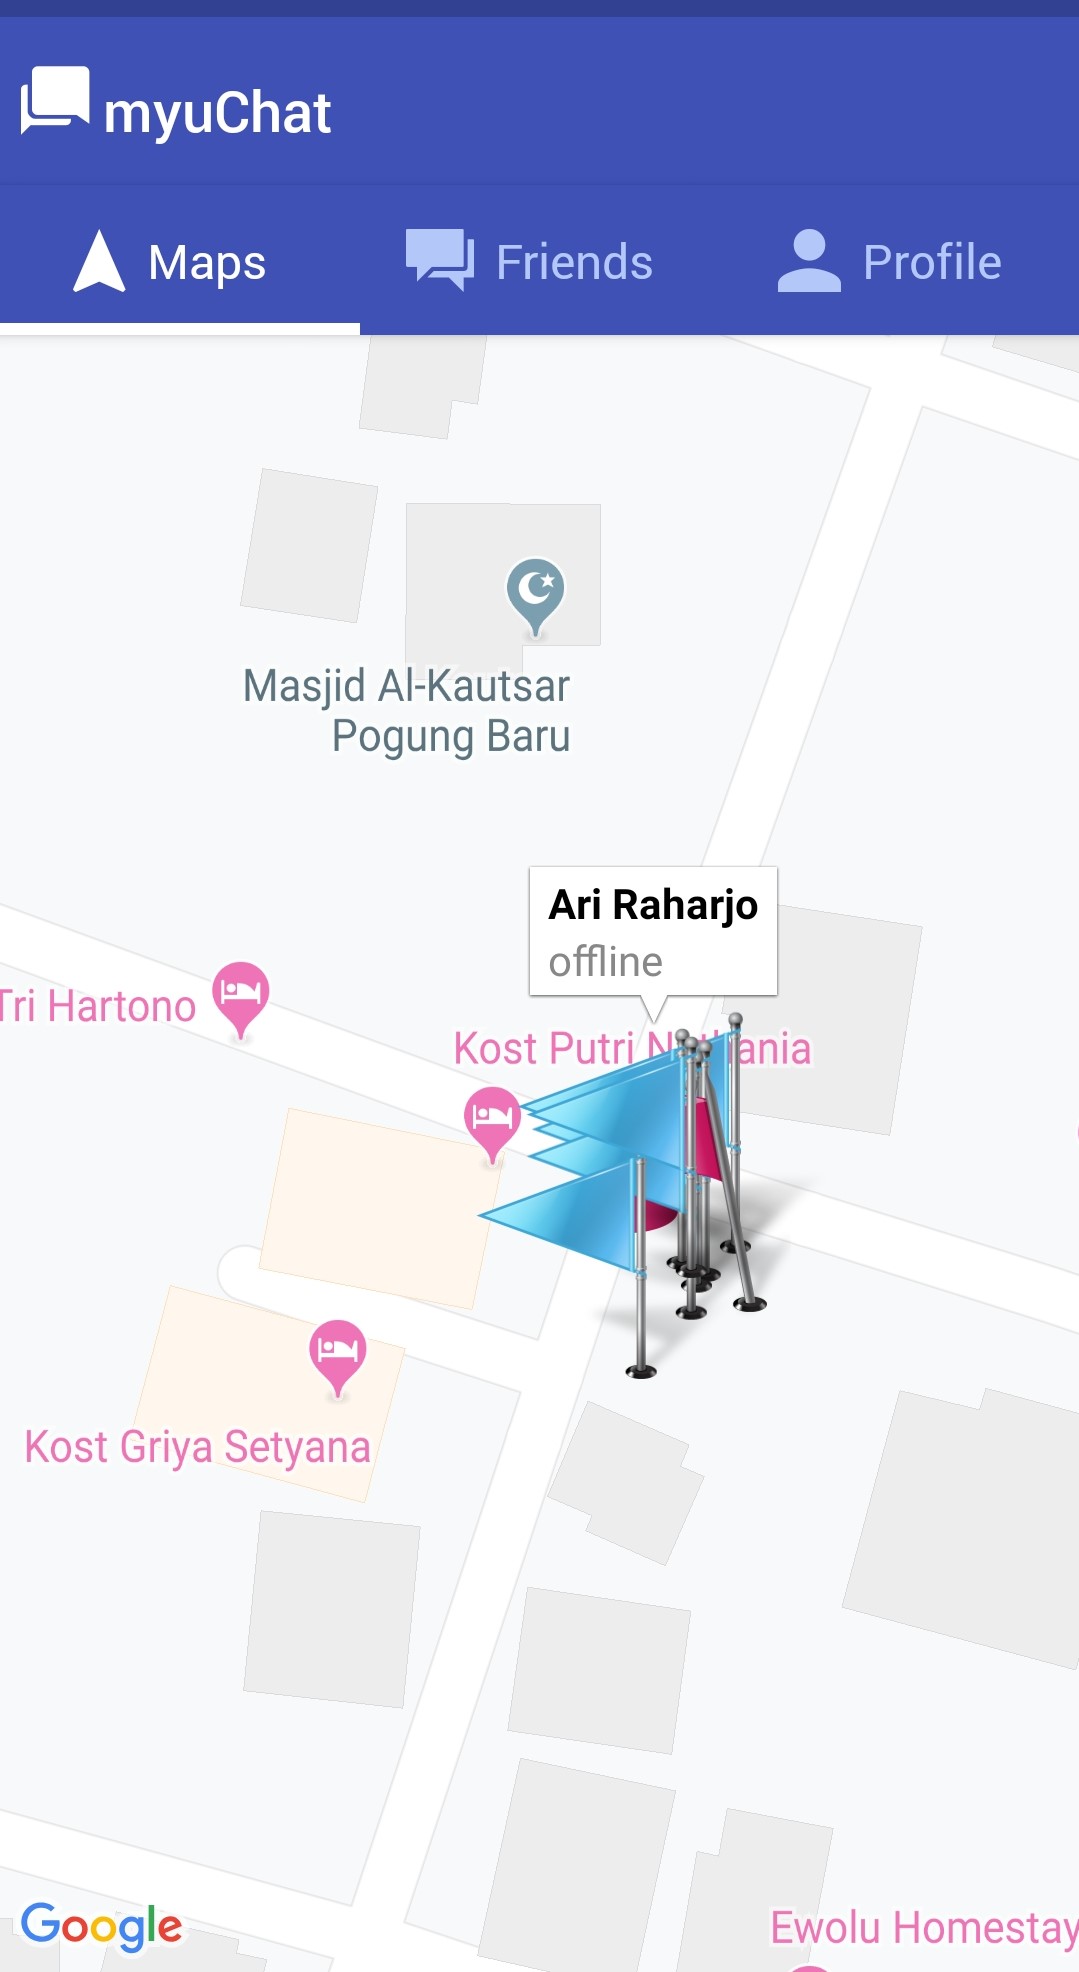 myuChat
Maps
Friends
Profile
Masjid Al-Kautsar
Pogung Baru
Ari Raharjo
offline
Tri Hartono
Kost Putri
Kost Griya Setyana
Google
Ewolu Homestay